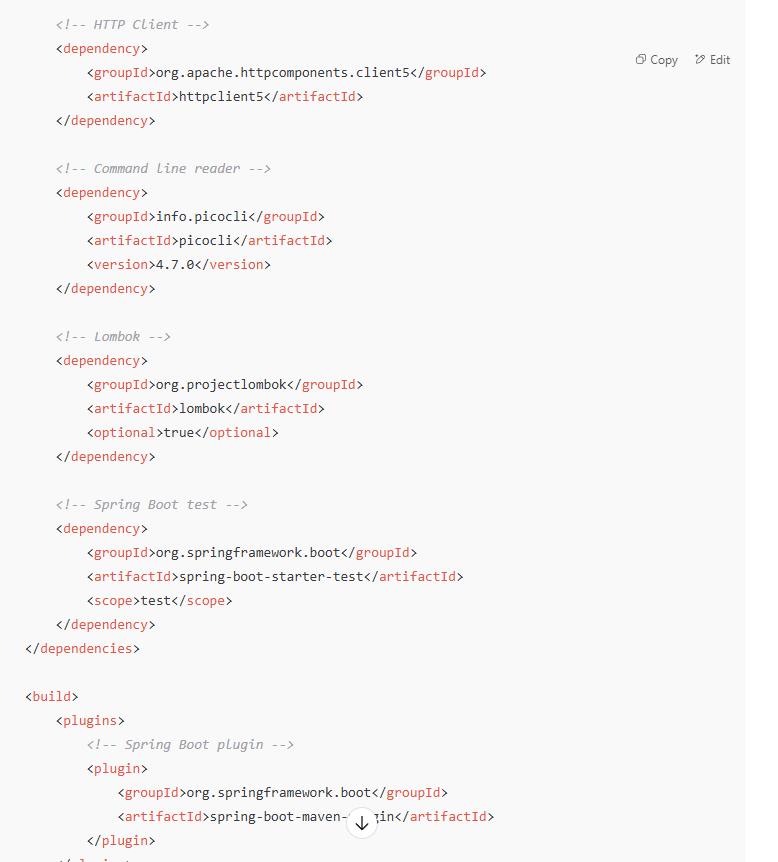 <!-- HTTP Client -->
<dependency>
Copy Edit
<groupId>org.apache.httpcomponents.client5</groupId>
<artifactId>httpclient5</artifactId>
</dependency>
<!-- Command line reader -->
<dependency>
<groupId>info.picocli</groupId>
<artifactId>picocli</artifactId>
<version>4.7.0</version>
</dependency>
<!-- Lombok -->
<dependency>
<groupId>org.projectlombok</groupId>
<artifactId>lombok</artifactId>
<optional>true</optional>
</dependency>
<!-- Spring Boot test -->
<dependency>
<groupId>org.springframework.boot</groupId>
<artifactId>spring-boot-starter-test</artifactId>
<scope>test</scope>
</dependency>
</dependencies>
<build>
<plugins>
<!-- Spring Boot plugin -->
<plugin>
<groupId>org.springframework.boot</groupId>
<artifactId>spring-boot-maven- gin</artifactId>
</plugin>